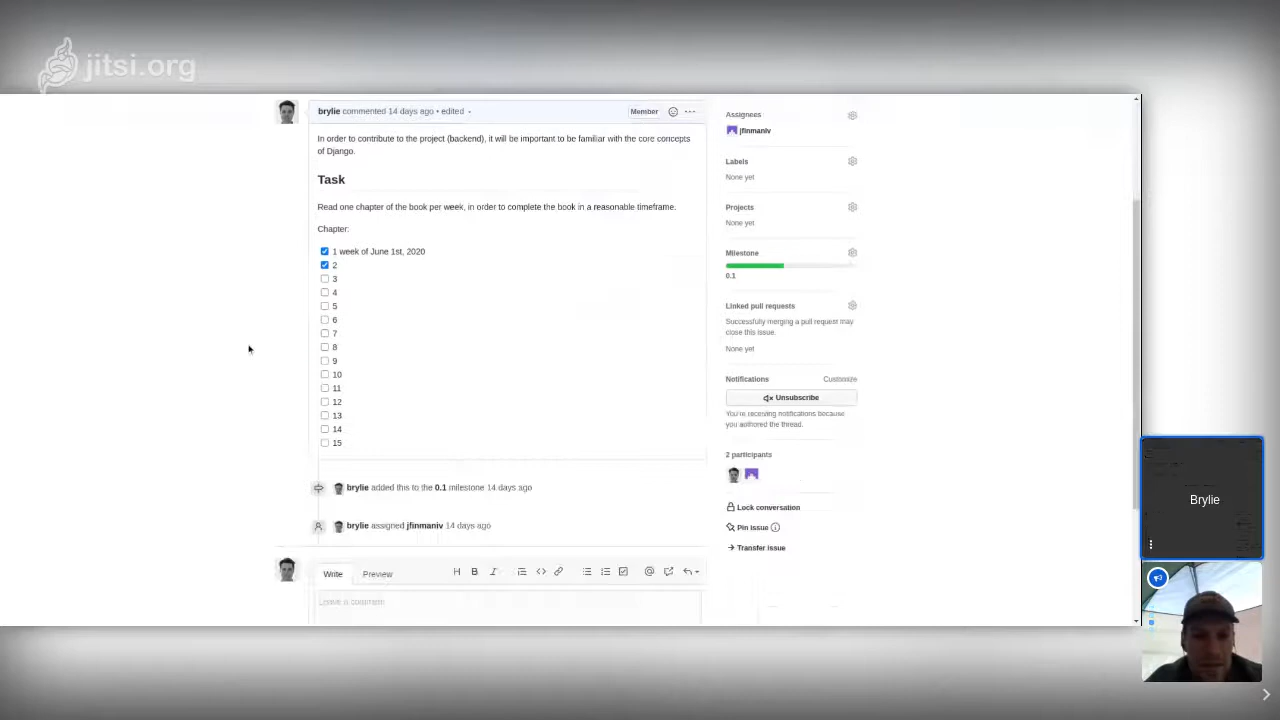 jitsi.org
brylie commented 14 days ago • edited
Member
In order to contribute to the project (backend), it will be important to be familiar with the core concepts
of Django.
Task
Read one chapter of the book per week, in order to complete the book in a reasonable timeframe.
Chapter:
1 week of June 1st, 2020
2
3
4
5
6
7
8
9
10
11
12
13
14
15
brylie added this to the 0.1 milestone 14 days ago
brylie assigned jfinmaniv 14 days ago
Write Preview
Leave a comment
Assignees
jfinmaniv
Labels
None yet
Projects
None yet
Milestone
0.1
Linked pull requests
Successfully merging a pull request may
close this issue.
None yet
Notifications Customize
Unsubscribe
You're receiving notifications because
you authored the thread.
2 participants
Lock conversation
Pin issue
Transfer issue
Brylie